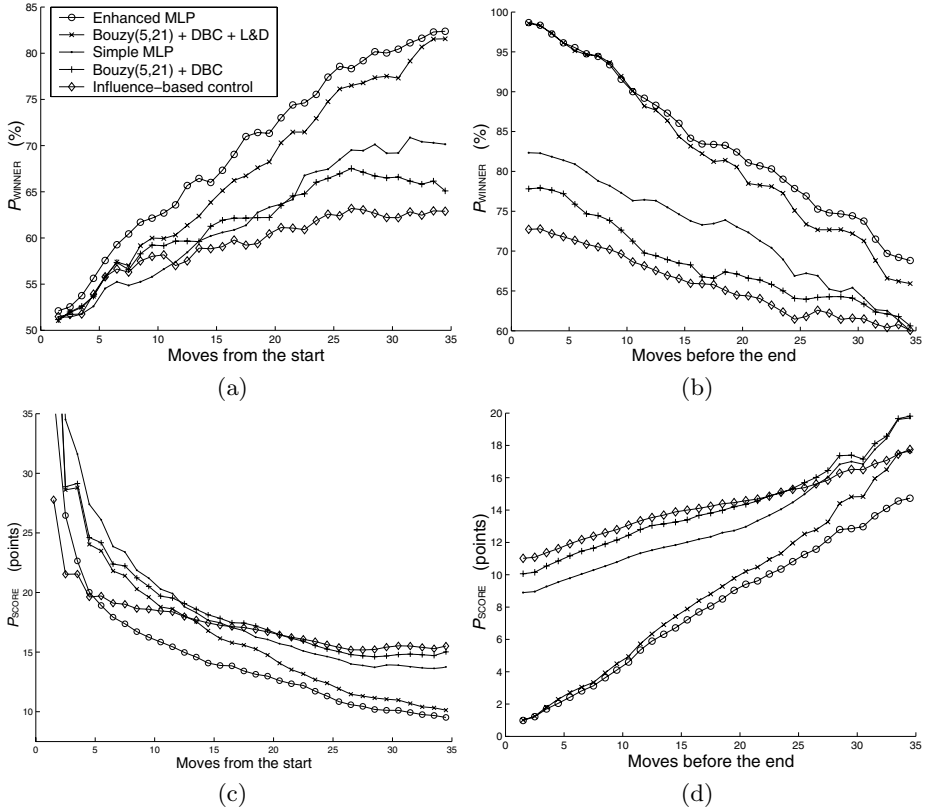 Enhanced MLP
Bouzy(5,21) + DBC + L&D
Simple MLP
Bouzy(5,21) + DBC
Influence−based control
P WINNER (%)
85
80
75
70
65
60
55
50
0 5 10 15 20 25 30 35
Moves from the start
(a)
P WINNER (%)
100
95
90
85
80
75
70
65
60
0 5 10 15 20 25 30 35
Moves before the end
(b)
P SCORE (points)
35
30
25
20
15
10
0 5 10 15 20 25 30 35
Moves from the start
(c)
P SCORE (points)
20
18
16
14
12
10
8
6
4
2
0
0 5 10 15 20 25 30 35
Moves before the end
(d)